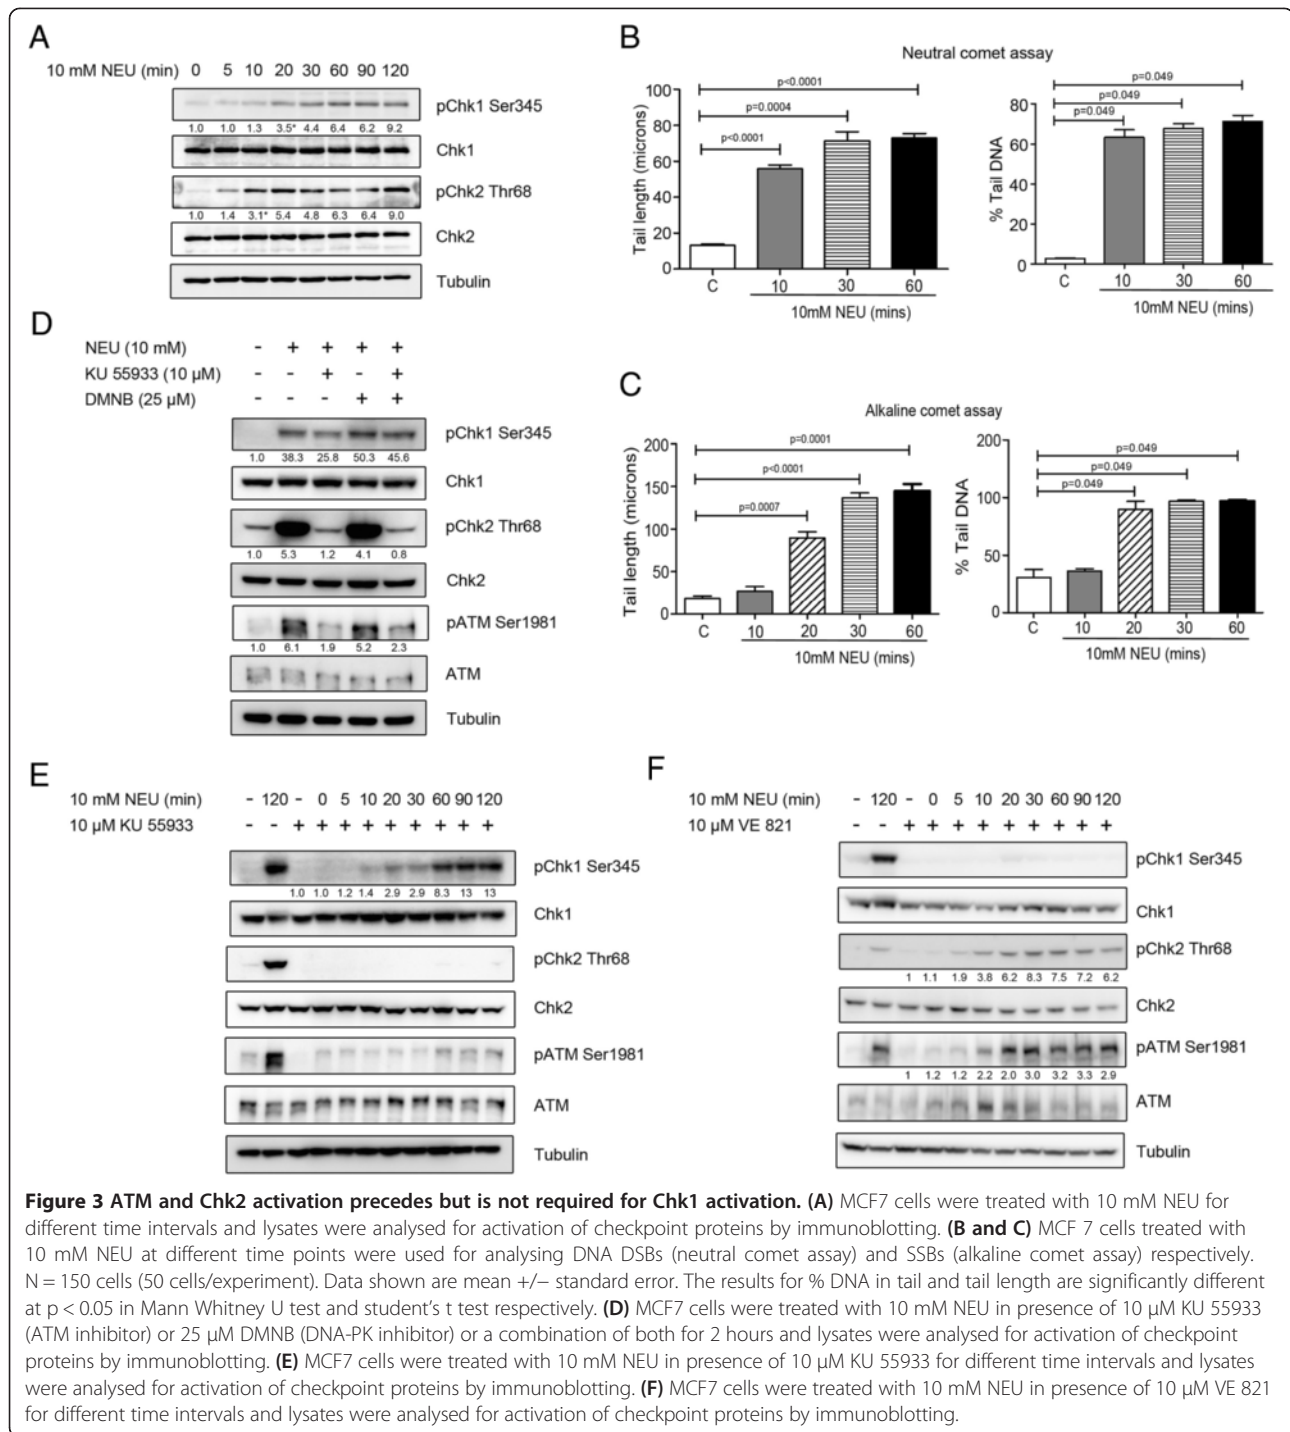 A
10 mM NEU (min) 0 5 10 20 30 60 90 120
pChk1 Ser345
1.0 1.0 1.3 3.5* 4.4 6.4 6.2 9.2
Chk1
pChk2 Thr68
1.0 1.4 3.1* 5.4 4.8 6.3 6.4 9.0
Chk2
Tubulin
B
Neutral comet assay
p<0.0001
p=0.0004
p<0.0001
Tail length (microns)
100
80
60
40
20
0
C 10 30 60
10mM NEU (mins)
p=0.049
p=0.049
p=0.049
% Tail DNA
80
60
40
20
0
C 10 30 60
10mM NEU (mins)
D
NEU (10 mM) - + + + +
KU 55933 (10 µM) - - + - +
DMNB (25 µM) - - - + +
pChk1 Ser345
1.0 38.3 25.8 50.3 45.6
Chk1
pChk2 Thr68
1.0 5.3 1.2 4.1 0.8
Chk2
pATM Ser1981
1.0 6.1 1.9 5.2 2.3
ATM
Tubulin
C
Alkaline comet assay
p=0.0001
p<0.0001
p=0.0007
Tail length (microns)
200
150
100
50
0
C 10 20 30 60
10mM NEU (mins)
p=0.049
p=0.049
p=0.049
% Tail DNA
200
100
50
0
C 10 20 30 60
10mM NEU (mins)
E
10 mM NEU (min) - 120 - 0 5 10 20 30 60 90 120
10 µM KU 55933 - - + + + + + + + + +
pChk1 Ser345
1.0 1.0 1.2 1.4 2.9 2.9 8.3 13 13
Chk1
pChk2 Thr68
Chk2
pATM Ser1981
ATM
Tubulin
F
10 mM NEU (min) - 120 - 0 5 10 20 30 60 90 120
10 µM VE 821 - - + + + + + + + + +
pChk1 Ser345
Chk1
pChk2 Thr68
1 1.1 1.9 3.8 6.2 8.3 7.5 7.2 6.2
Chk2
pATM Ser1981
1 1.2 1.2 2.2 2.0 3.0 3.2 3.3 2.9
ATM
Tubulin
Figure 3 ATM and Chk2 activation precedes but is not required for Chk1 activation. (A) MCF7 cells were treated with 10 mM NEU for
different time intervals and lysates were analysed for activation of checkpoint proteins by immunoblotting. (B and C) MCF 7 cells treated with
10 mM NEU at different time points were used for analysing DNA DSBs (neutral comet assay) and SSBs (alkaline comet assay) respectively.
N = 150 cells (50 cells/experiment). Data shown are mean +/− standard error. The results for % DNA in tail and tail length are significantly different
at p < 0.05 in Mann Whitney U test and student's t test respectively. (D) MCF7 cells were treated with 10 mM NEU in presence of 10 µM KU 55933
(ATM inhibitor) or 25 µM DMNB (DNA-PK inhibitor) or a combination of both for 2 hours and lysates were analysed for activation of checkpoint
proteins by immunoblotting. (E) MCF7 cells were treated with 10 mM NEU in presence of 10 µM KU 55933 for different time intervals and lysates
were analysed for activation of checkpoint proteins by immunoblotting. (F) MCF7 cells were treated with 10 mM NEU in presence of 10 µM VE 821
for different time intervals and lysates were analysed for activation of checkpoint proteins by immunoblotting.